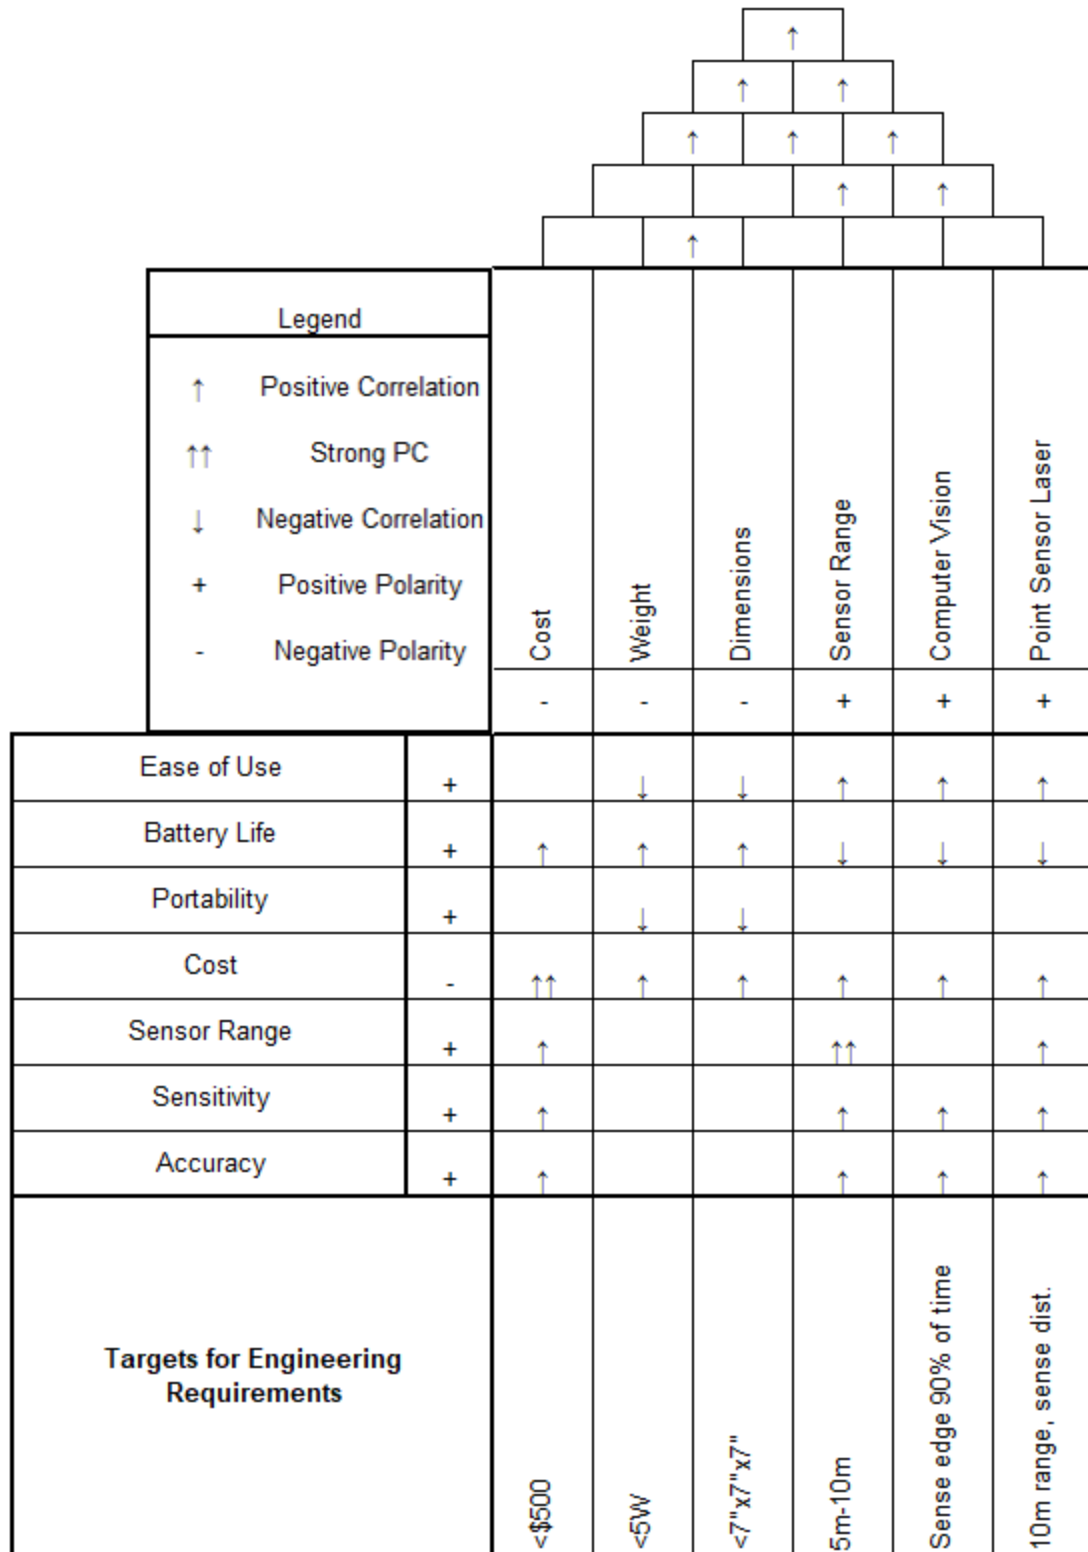 ↑
↑ ↑
↑ ↑ ↑
↑ ↑
↑
Legend
↑ Positive Correlation
↑↑ Strong PC
↓ Negative Correlation
+ Positive Polarity
- Negative Polarity
Cost
Weight
Dimensions
Sensor Range
Computer Vision
Point Sensor Laser
- - - + + +
Ease of Use + ↓ ↓ ↑ ↑ ↑
Battery Life + ↑ ↑ ↑ ↓ ↓ ↓
Portability + ↓ ↓
Cost - ↑↑ ↑ ↑ ↑ ↑ ↑
Sensor Range + ↑ ↑↑ ↑
Sensitivity + ↑ ↑ ↑ ↑
Accuracy + ↑ ↑ ↑ ↑
Targets for Engineering
Requirements
<$500
<5W
<7"x7"x7"
5m-10m
Sense edge 90% of time
10m range, sense dist.